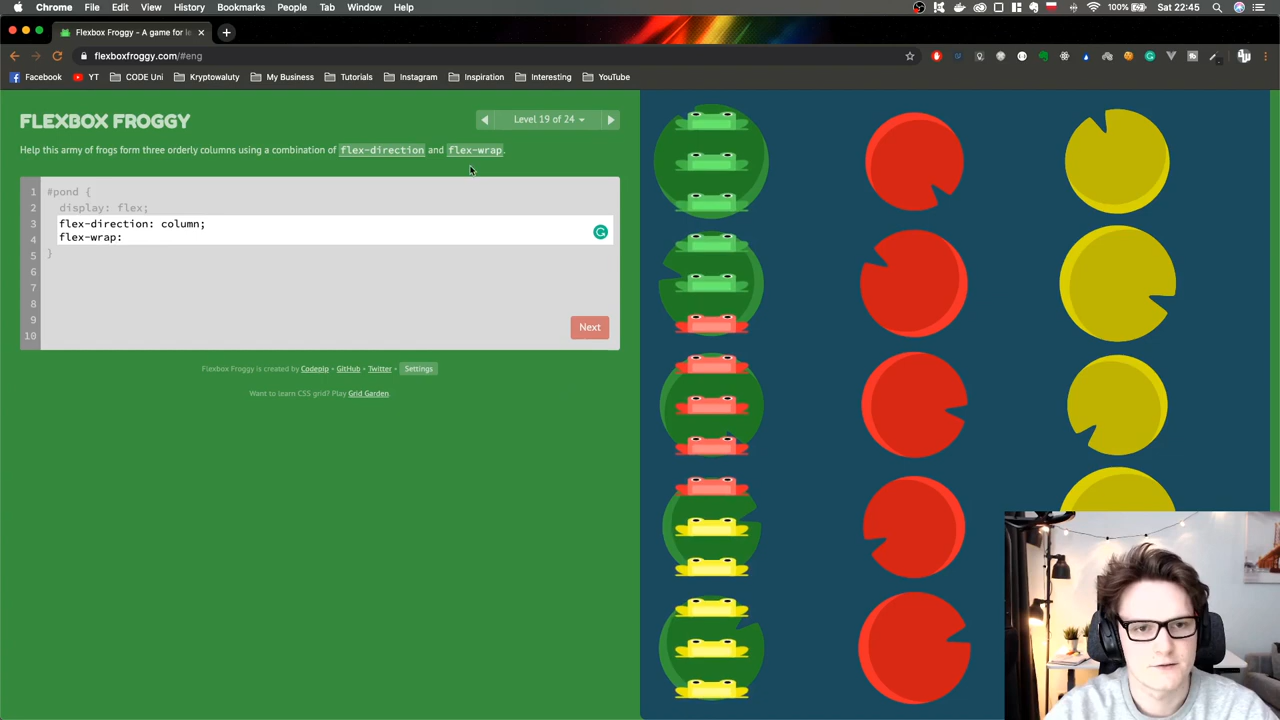 Chrome File Edit View History Bookmarks People Tab Window Help 100% Sat 22:45
Flexbox Froggy - A game for le
flexboxfroggy.com/#eng
Facebook YT CODE Uni Kryptowaluty My Business Tutorials Instagram Inspiration Interesting YouTube
FLEXBOX FROGGY
Level 19 of 24
Help this army of frogs form three orderly columns using a combination of flex-direction and flex-wrap.
1 #pond {
2 display: flex;
3 flex-direction: column;
4 flex-wrap:
5 }
6
7
8
9
10
Next
Flexbox Froggy is created by Codepip • GitHub • Twitter • Settings
Want to learn CSS grid? Play Grid Garden.